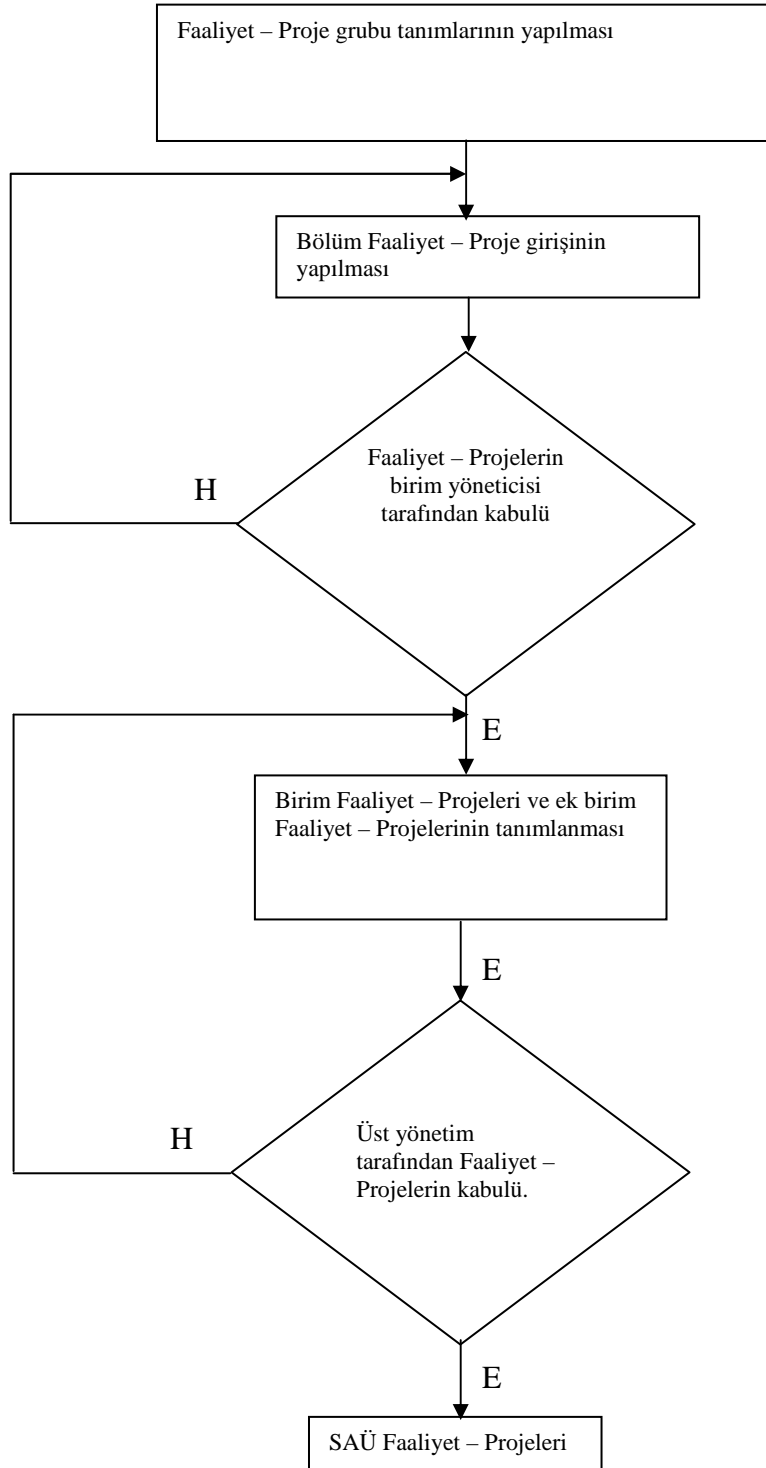 Faaliyet – Proje grubu tanımlarının yapılması
Bölüm Faaliyet – Proje girişinin
yapılması
Faaliyet – Projelerin
birim yöneticisi
tarafından kabulü
H
E
Birim Faaliyet – Projeleri ve ek birim
Faaliyet – Projelerinin tanımlanması
E
Üst yönetim
tarafından Faaliyet –
Projelerin kabulü.
H
E
SAÜ Faaliyet – Projeleri